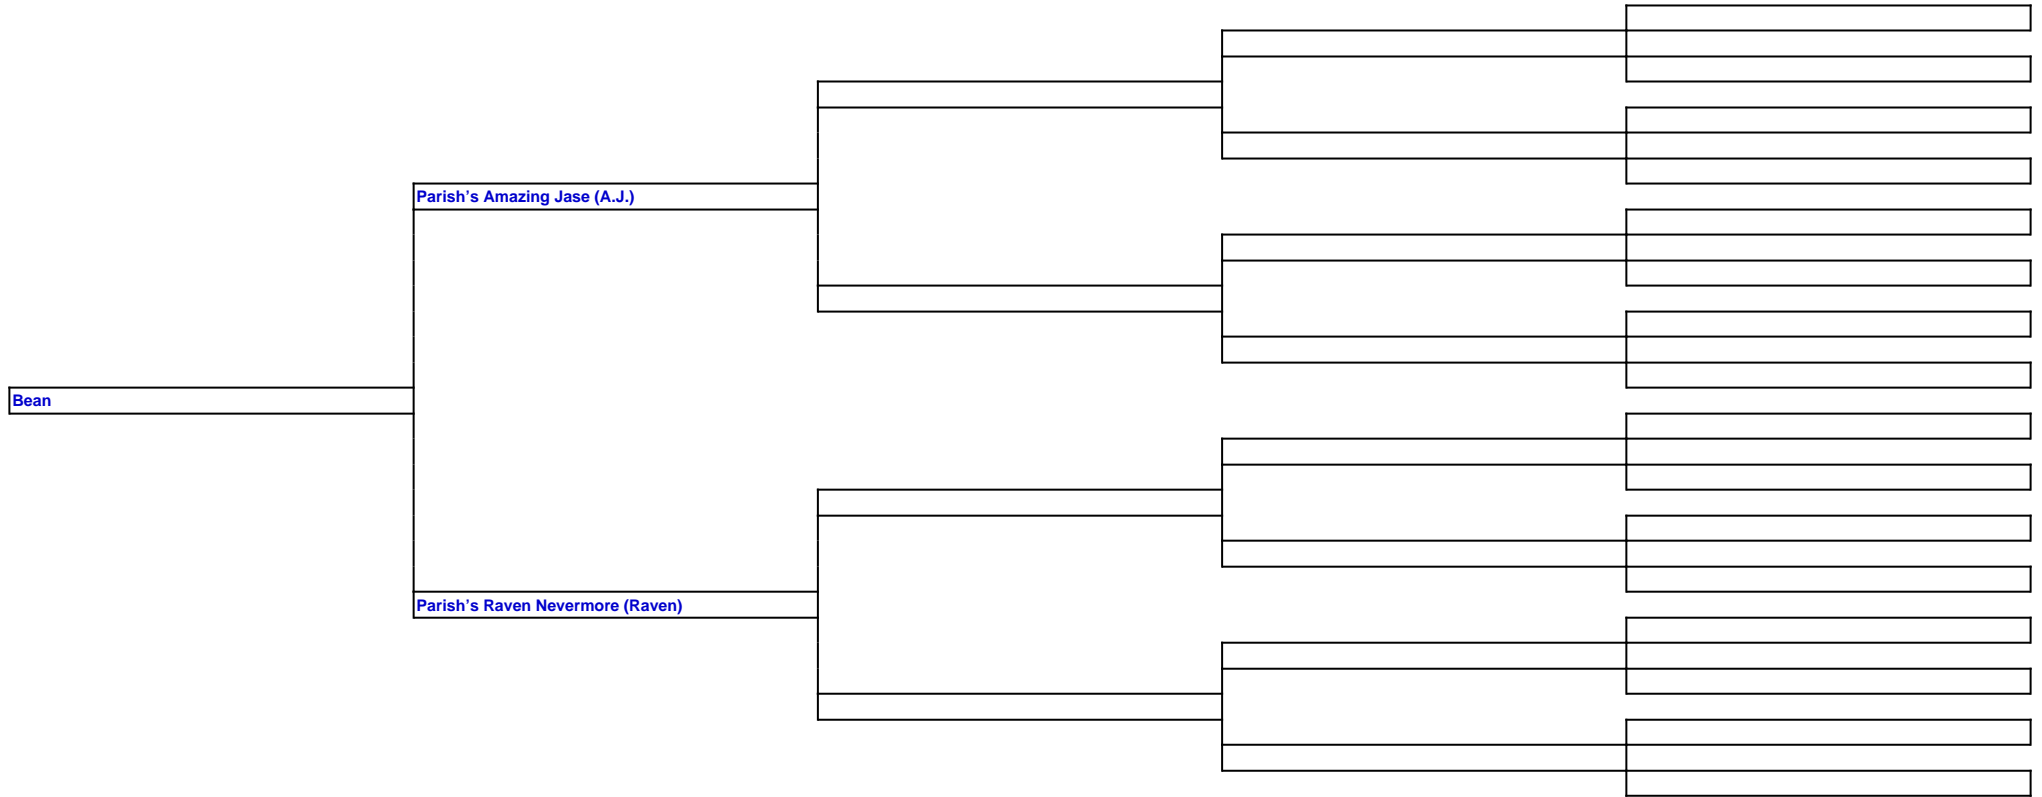 Parish’s Amazing Jase (A.J.)
Bean
Parish’s Raven Nevermore (Raven)